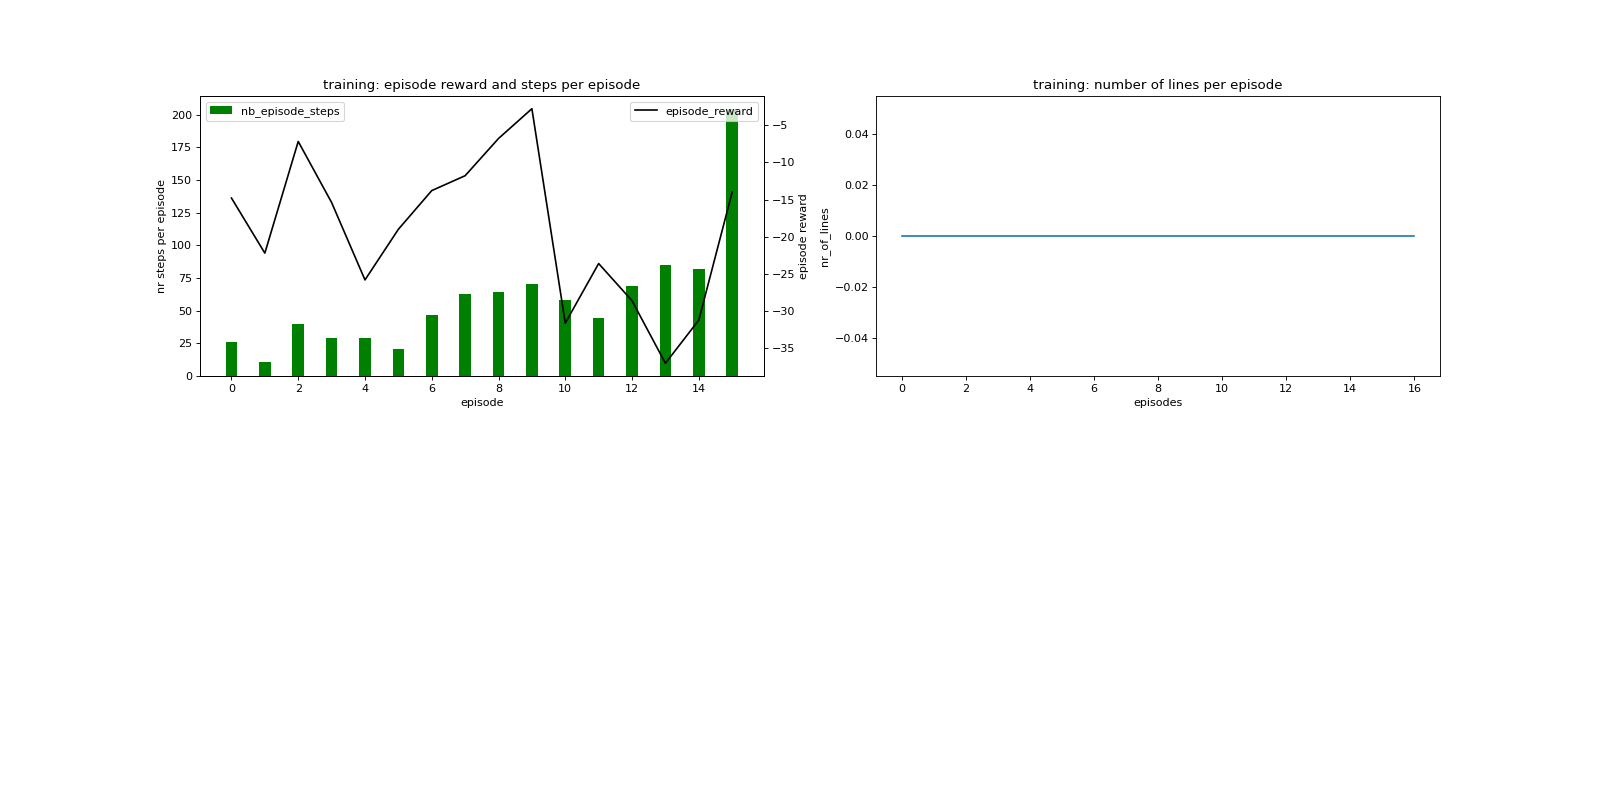 training: episode reward and steps per episode
nb_episode_steps
episode_reward
200
175
150
125
100
75
50
25
0
nr steps per episode
−5
−10
−15
−20
−25
−30
−35
episode reward
0 2 4 6 8 10 12 14
episode
training: number of lines per episode
0.04
0.02
0.00
−0.02
−0.04
nr_of_lines
0 2 4 6 8 10 12 14 16
episodes